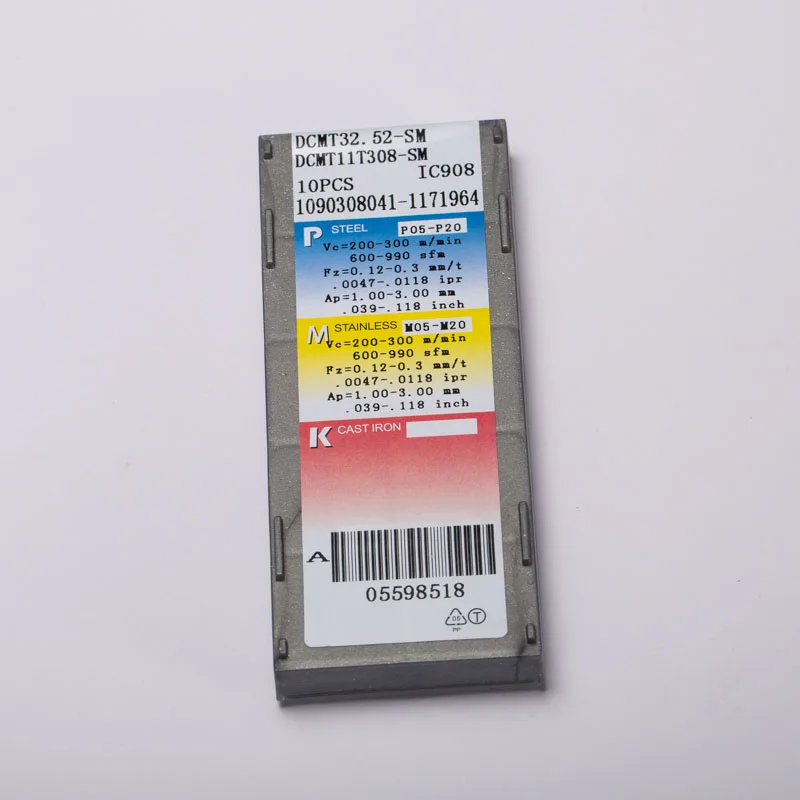 DCMT32.52-SM
DCMT11T308-SM
10PCS IC908
1090308041-1171964
P STEEL P05-P20
Vc=200-300 m/min
600-990 sfm
Fz=0.12-0.3 mm/t
.0047-.0118 ipr
Ap=1.00-3.00 mm
.039-.118 inch
M STAINLESS M05-M20
Vc=200-300 m/min
600-990 sfm
Fz=0.12-0.3 mm/t
.0047-.0118 ipr
Ap=1.00-3.00 mm
.039-.118 inch
K CAST IRON
A
05598518
05 T
PP